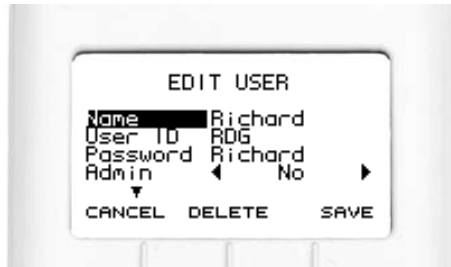 EDIT USER
Name Richard
User ID RDG
Password Richard
Admin No
CANCEL DELETE SAVE